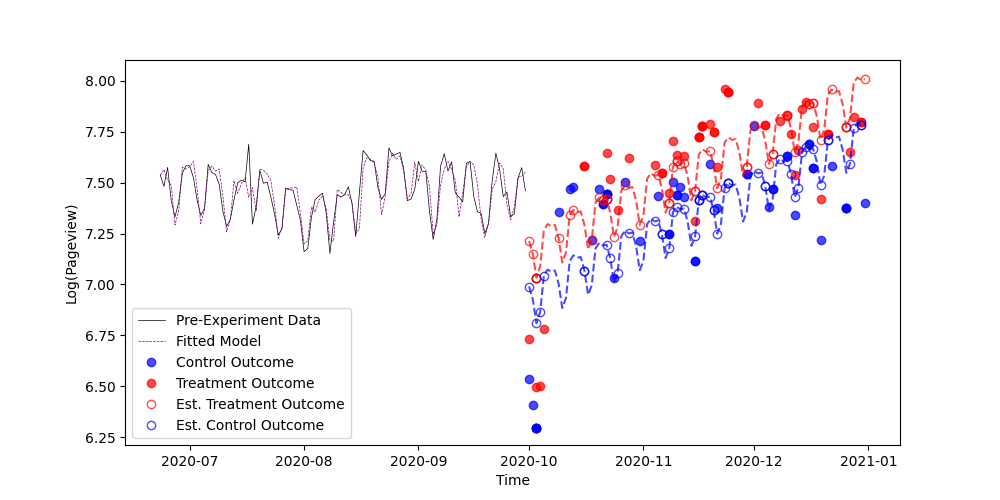 8.00
7.75
7.50
7.25
7.00
6.75
6.50
6.25
Log(Pageview)
Pre-Experiment Data
Fitted Model
Control Outcome
Treatment Outcome
Est. Treatment Outcome
Est. Control Outcome
2020-07 2020-08 2020-09 2020-10 2020-11 2020-12 2021-01
Time